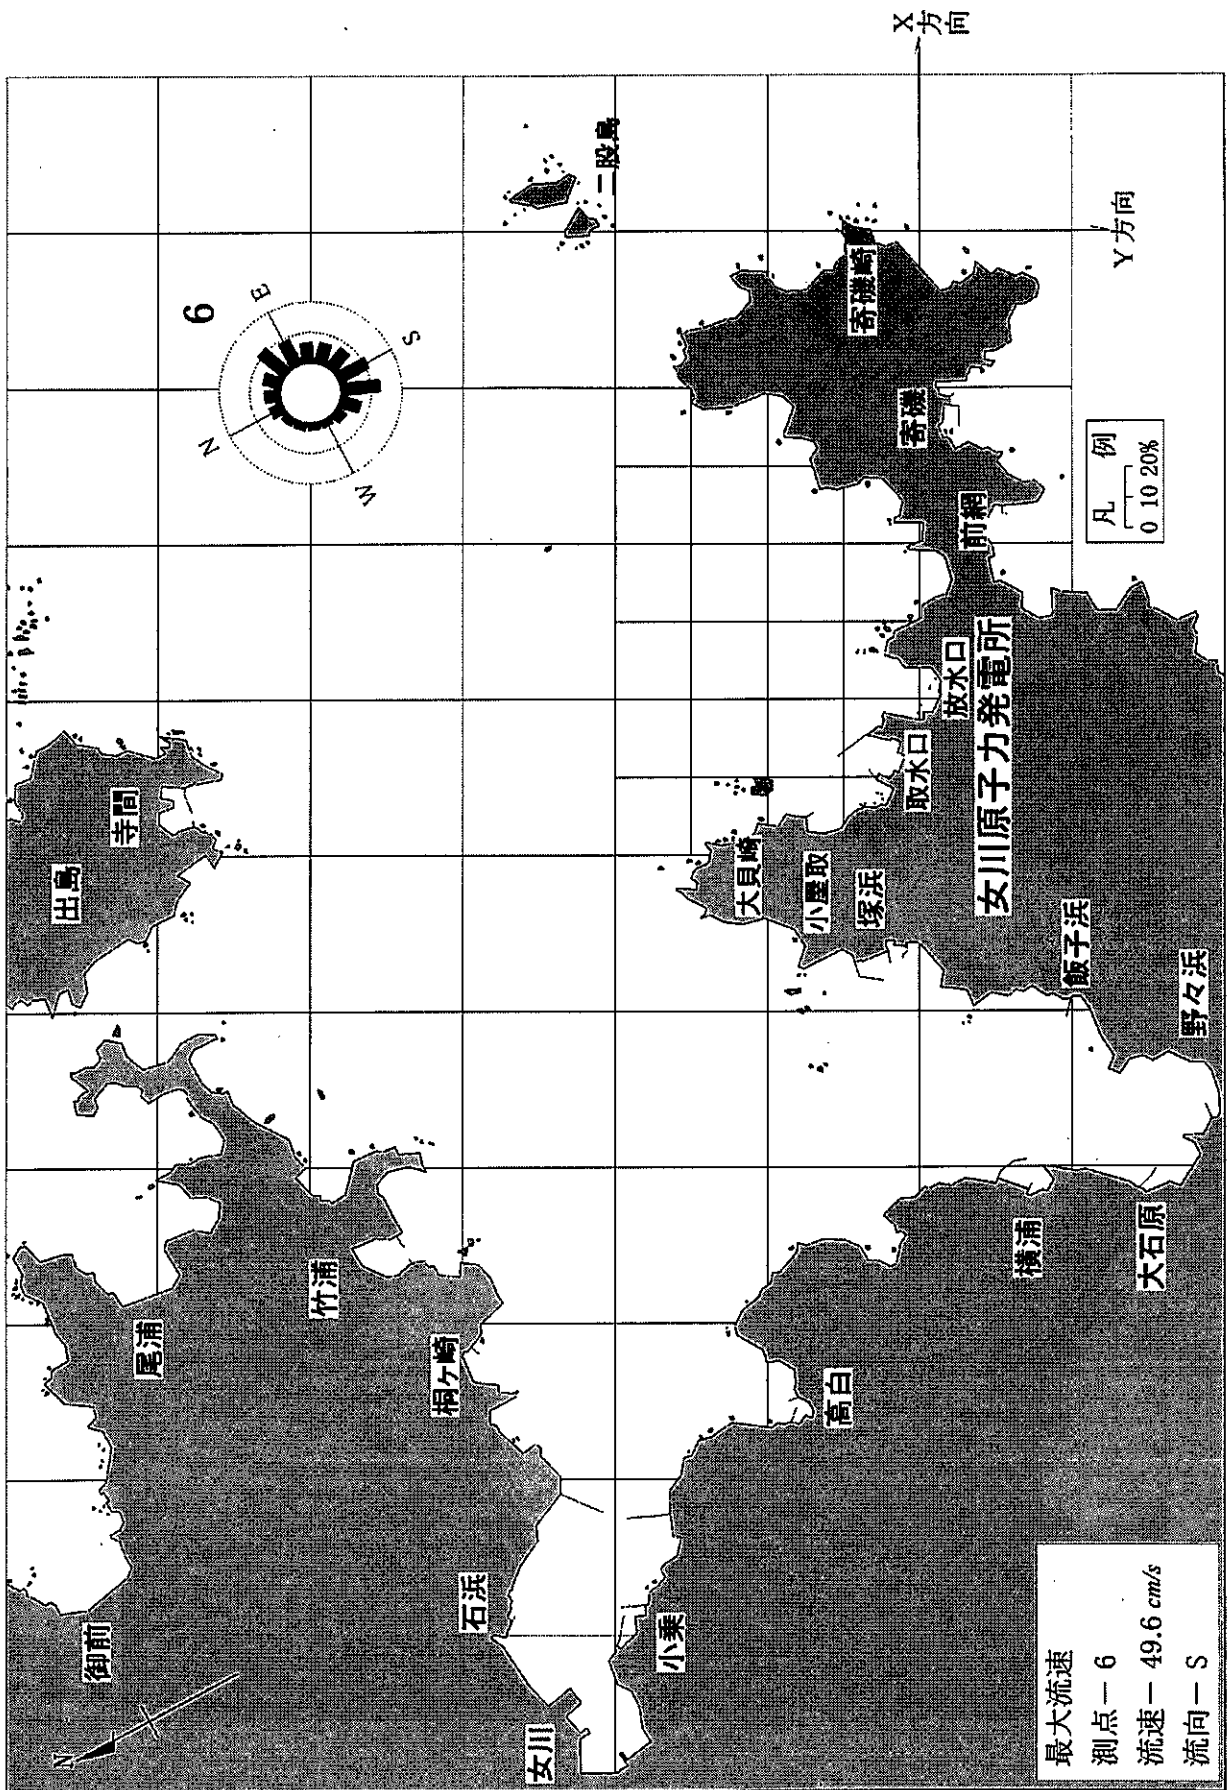 御前
尾浦
出島
寺間
竹浦
桐ヶ崎
石浜
女川
小乗
高白
横浦
大石原
野々浜
飯子浜
塚浜
小屋取
大貝崎
取水口
放水口
女川原子力発電所
前網
寄磯
寄磯崎
二股島
6
N
E
S
W
N
X方向
Y方向
凡 例
0 10 20%
最大流速
測点－6
流速－49.6 cm/s
流向－S